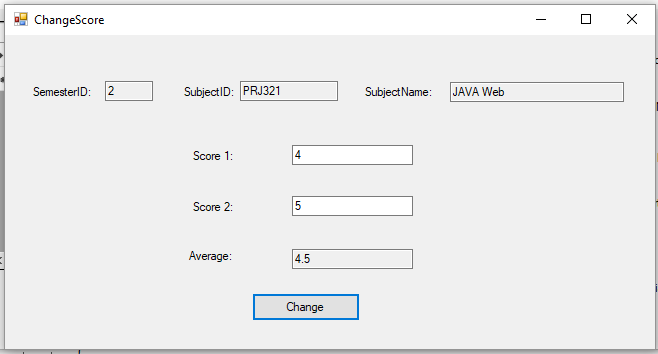 ChangeScore
SemesterID: 2 SubjectID: PRJ321 SubjectName: JAVA Web
Score 1: 4
Score 2: 5
Average: 4.5
Change